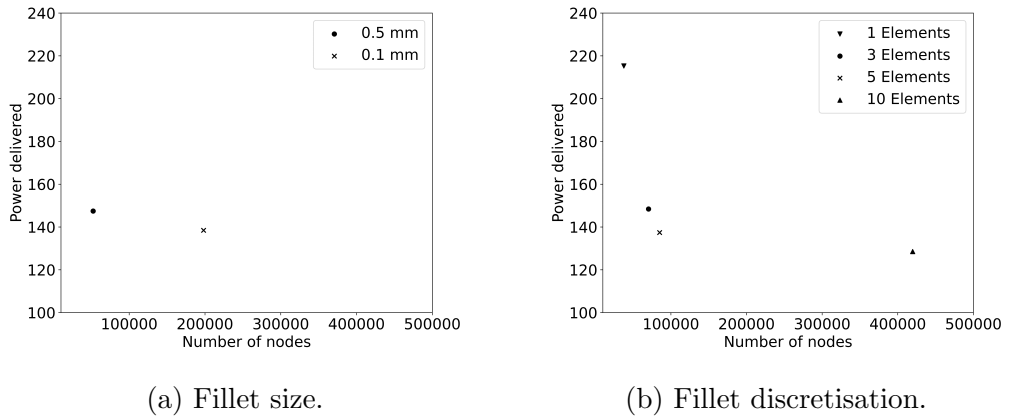 240
220
200
180
160
140
120
100
Power delivered
100000 200000 300000 400000 500000
Number of nodes
0.5 mm
0.1 mm
(a) Fillet size.
240
220
200
180
160
140
120
100
Power delivered
100000 200000 300000 400000 500000
Number of nodes
1 Elements
3 Elements
5 Elements
10 Elements
(b) Fillet discretisation.